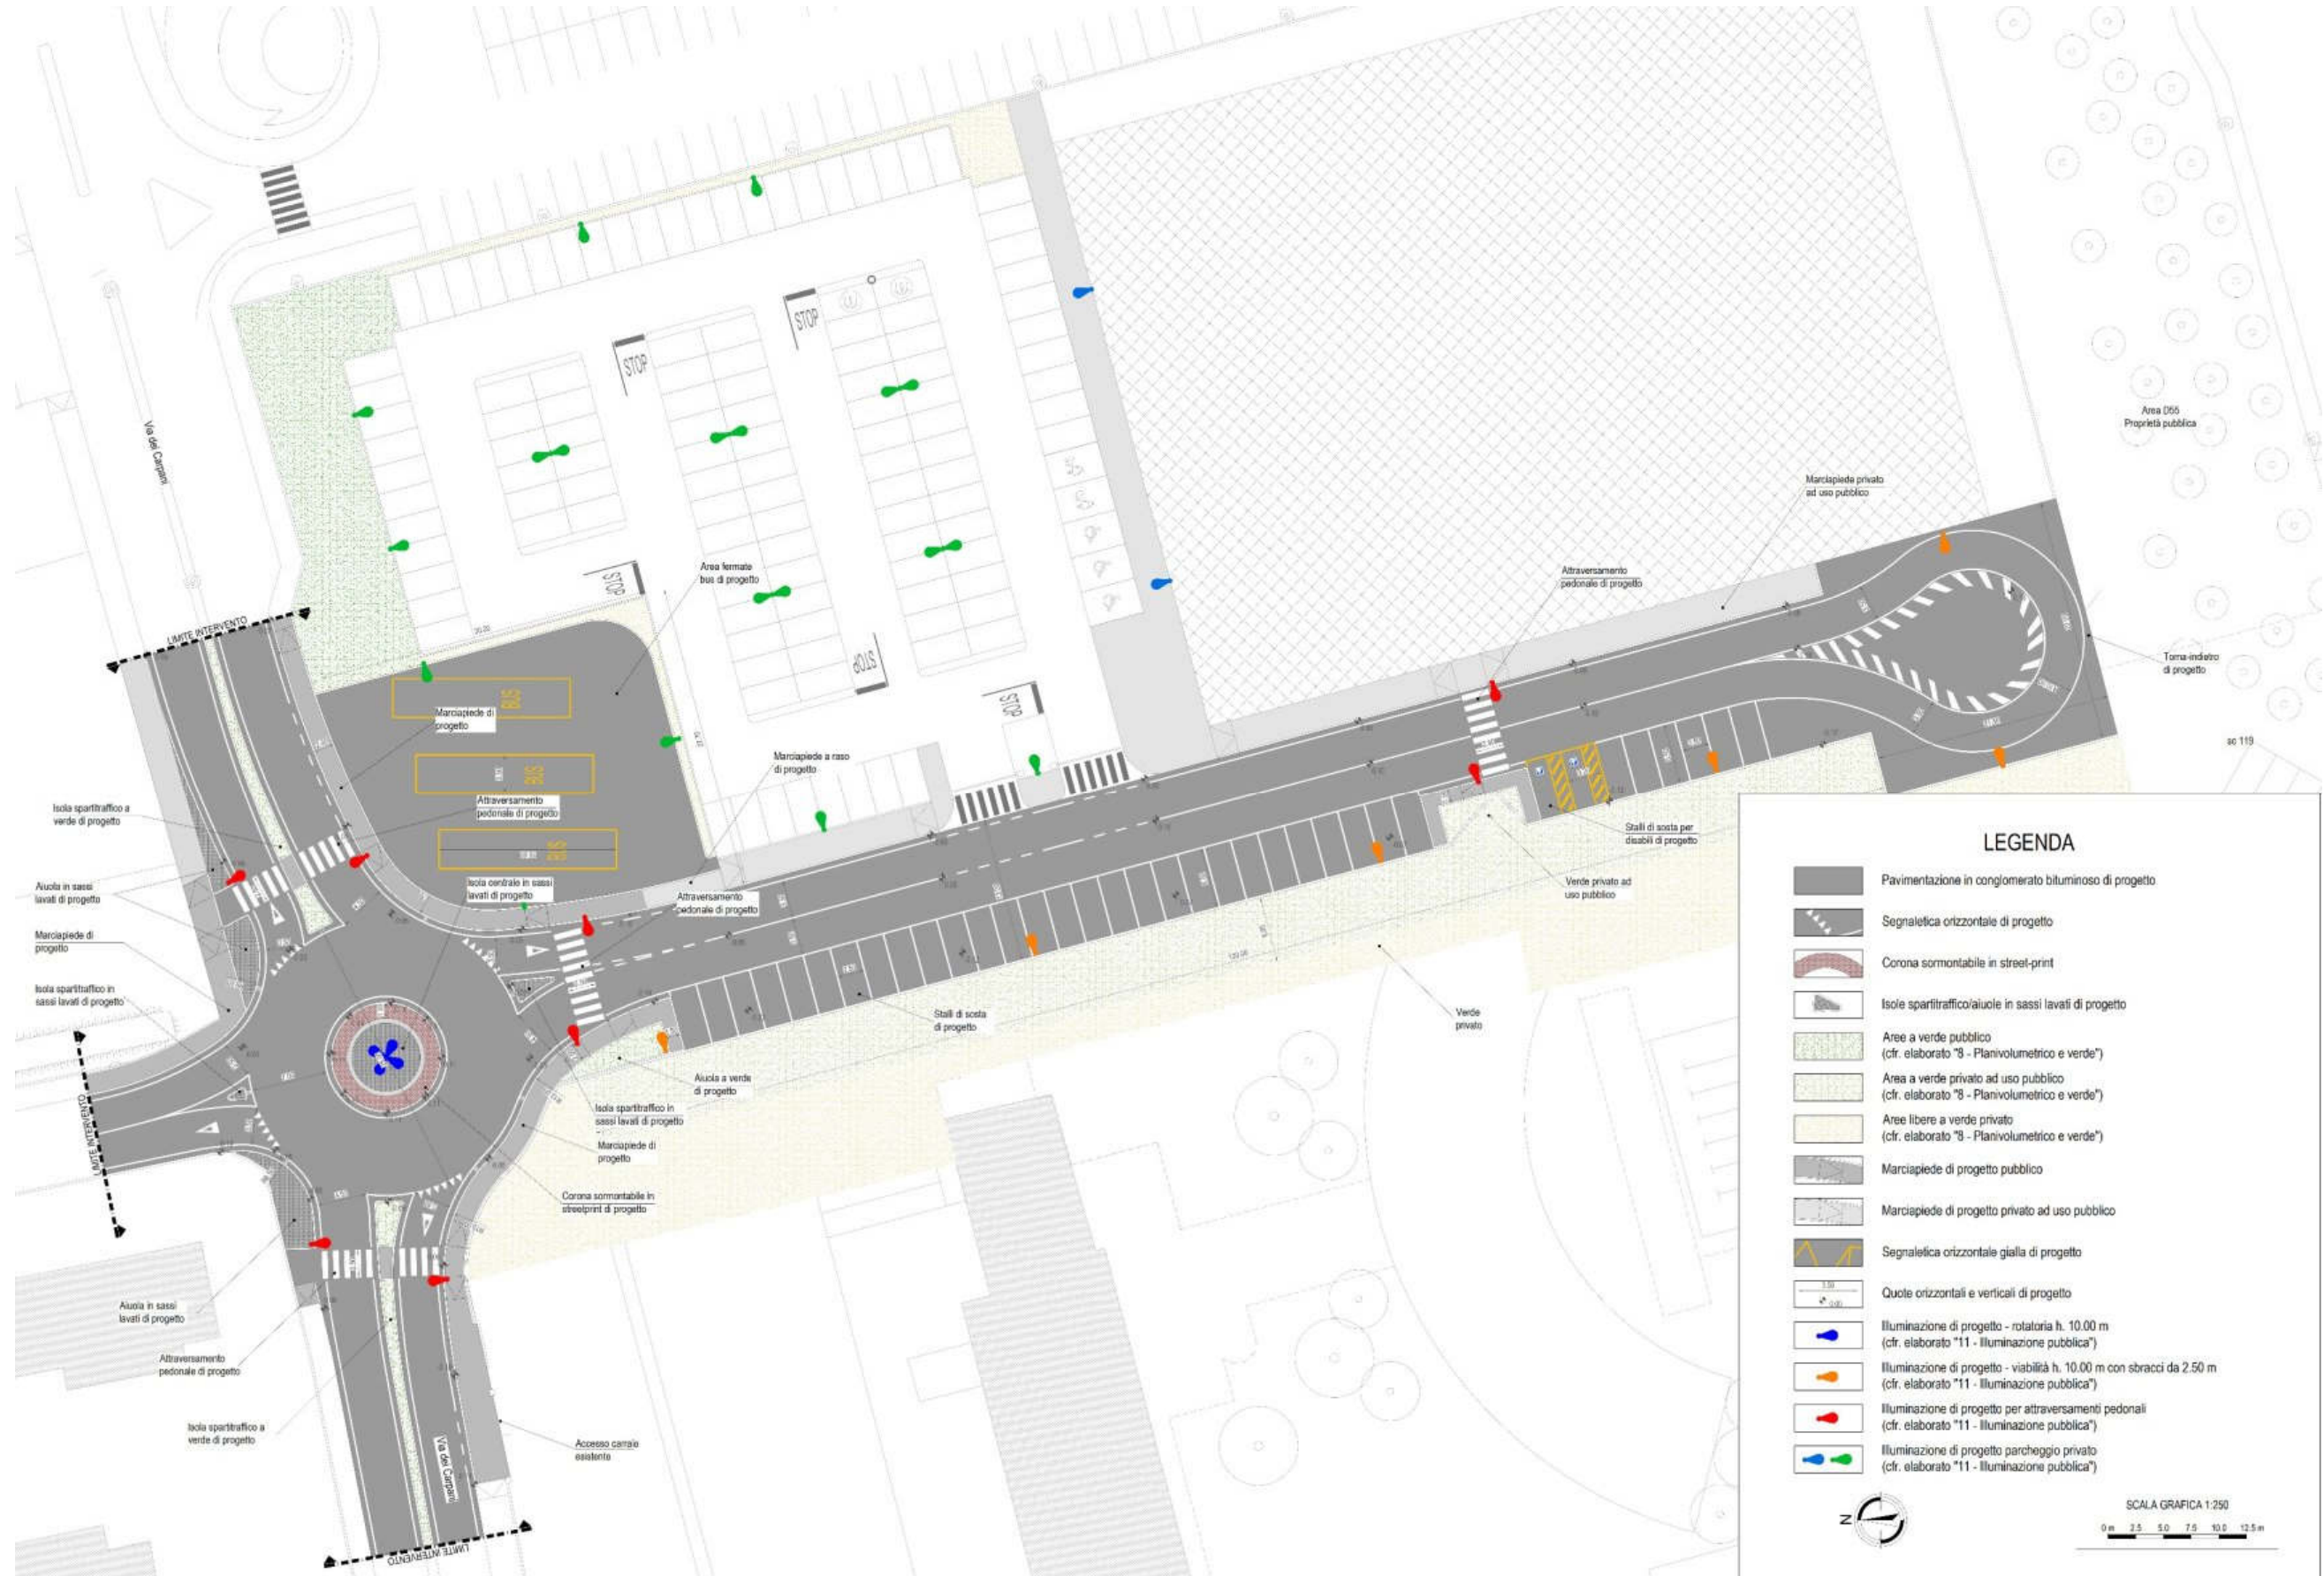 Via dei Carpani
LIMITE INTERVENTO
STOP
STOP
STOP
STOP
STOP
Area D55
Proprietà pubblica
Marciapiede privato
ad uso pubblico
Attraversamento
pedonale di progetto
Area fermate
bus di progetto
20.00
BUS
BUS
BUS
Marciapiede di
progetto
Torna-indietro
di progetto
sc 119
Marciapiede a raso
di progetto
Attraversamento
pedonale di progetto
Isola spartitraffico a
verde di progetto
Stalli di sosta per
disabili di progetto
Isola centrale in sassi
lavati di progetto
Attraversamento
pedonale di progetto
Aiuola in sassi
lavati di progetto
Verde privato ad
uso pubblico
Marciapiede di
progetto
Isola spartitraffico in
sassi lavati di progetto
Stalli di sosta
di progetto
2.50
Verde
privato
Aiuola a verde
di progetto
Isola spartitraffico in
sassi lavati di progetto
Marciapiede di
progetto
LIMITE INTERVENTO
Corona sormontabile in
streetprint di progetto
Aiuola in sassi
lavati di progetto
Attraversamento
pedonale di progetto
Isola spartitraffico a
verde di progetto
Accesso carraio
esistente
Via dei Carpani
LIMITE INTERVENTO
LEGENDA
Pavimentazione in conglomerato bituminoso di progetto
Segnaletica orizzontale di progetto
Corona sormontabile in street-print
Isole spartitraffico/aiuole in sassi lavati di progetto
Aree a verde pubblico
(cfr. elaborato "8 - Planivolumetrico e verde")
Area a verde privato ad uso pubblico
(cfr. elaborato "8 - Planivolumetrico e verde")
Aree libere a verde privato
(cfr. elaborato "8 - Planivolumetrico e verde")
Marciapiede di progetto pubblico
Marciapiede di progetto privato ad uso pubblico
Segnaletica orizzontale gialla di progetto
Quote orizzontali e verticali di progetto
Illuminazione di progetto - rotatoria h. 10.00 m
(cfr. elaborato "11 - Illuminazione pubblica")
Illuminazione di progetto - viabilità h. 10.00 m con sbracci da 2.50 m
(cfr. elaborato "11 - Illuminazione pubblica")
Illuminazione di progetto per attraversamenti pedonali
(cfr. elaborato "11 - Illuminazione pubblica")
Illuminazione di progetto parcheggio privato
(cfr. elaborato "11 - Illuminazione pubblica")
N
SCALA GRAFICA 1:250
0 m 2.5 5.0 7.5 10.0 12.5 m